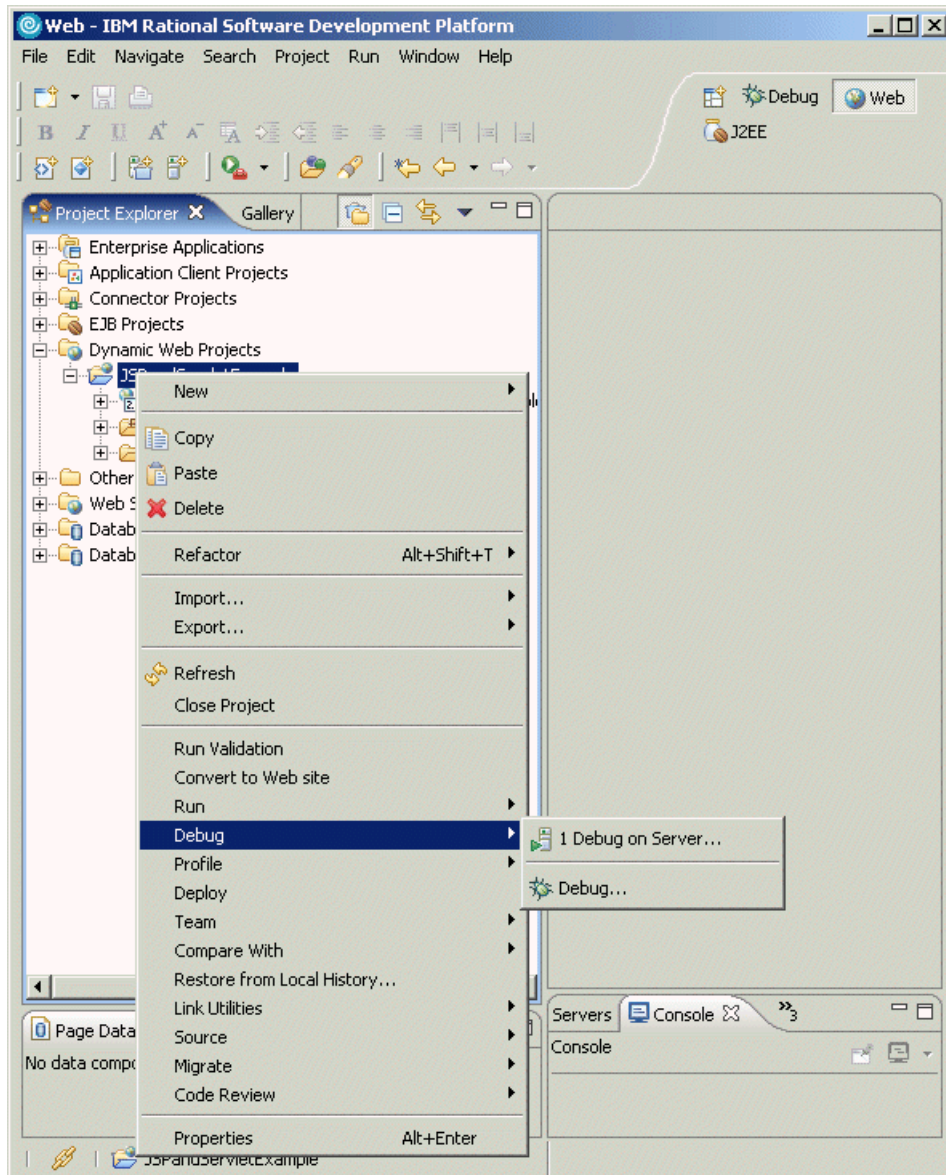 Web - IBM Rational Software Development Platform
File Edit Navigate Search Project Run Window Help
Debug Web
J2EE
Project Explorer Gallery
Enterprise Applications
Application Client Projects
Connector Projects
EJB Projects
Dynamic Web Projects
New
Copy
Paste
Other
Web S
Delete
Datab
Datab
Refactor Alt+Shift+T
Import...
Export...
Refresh
Close Project
Run Validation
Convert to Web site
Run
Debug
1 Debug on Server...
Profile
Debug...
Deploy
Team
Compare With
Restore from Local History...
Link Utilities
Servers Console 3
Page Data
Source
Console
No data compo
Migrate
Code Review
Properties Alt+Enter
JSPandServletExample